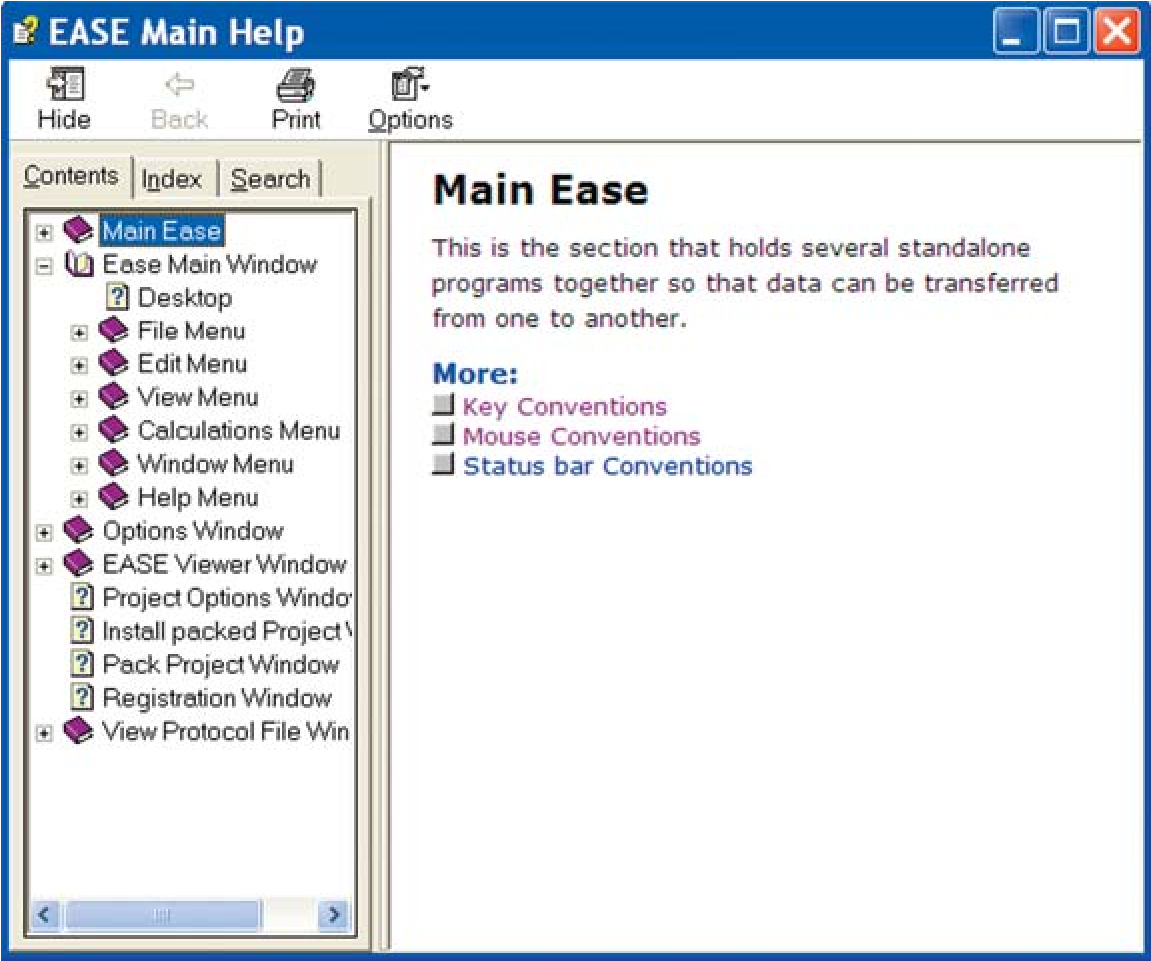 EASE Main Help
Hide Back Print Options
Contents Index Search
Main Ease
Ease Main Window
Desktop
File Menu
Edit Menu
View Menu
Calculations Menu
Window Menu
Help Menu
Options Window
EASE Viewer Window
Project Options Windo
Install packed Project
Pack Project Window
Registration Window
View Protocol File Win
Main Ease
This is the section that holds several standalone
programs together so that data can be transferred
from one to another.
More:
Key Conventions
Mouse Conventions
Status bar Conventions